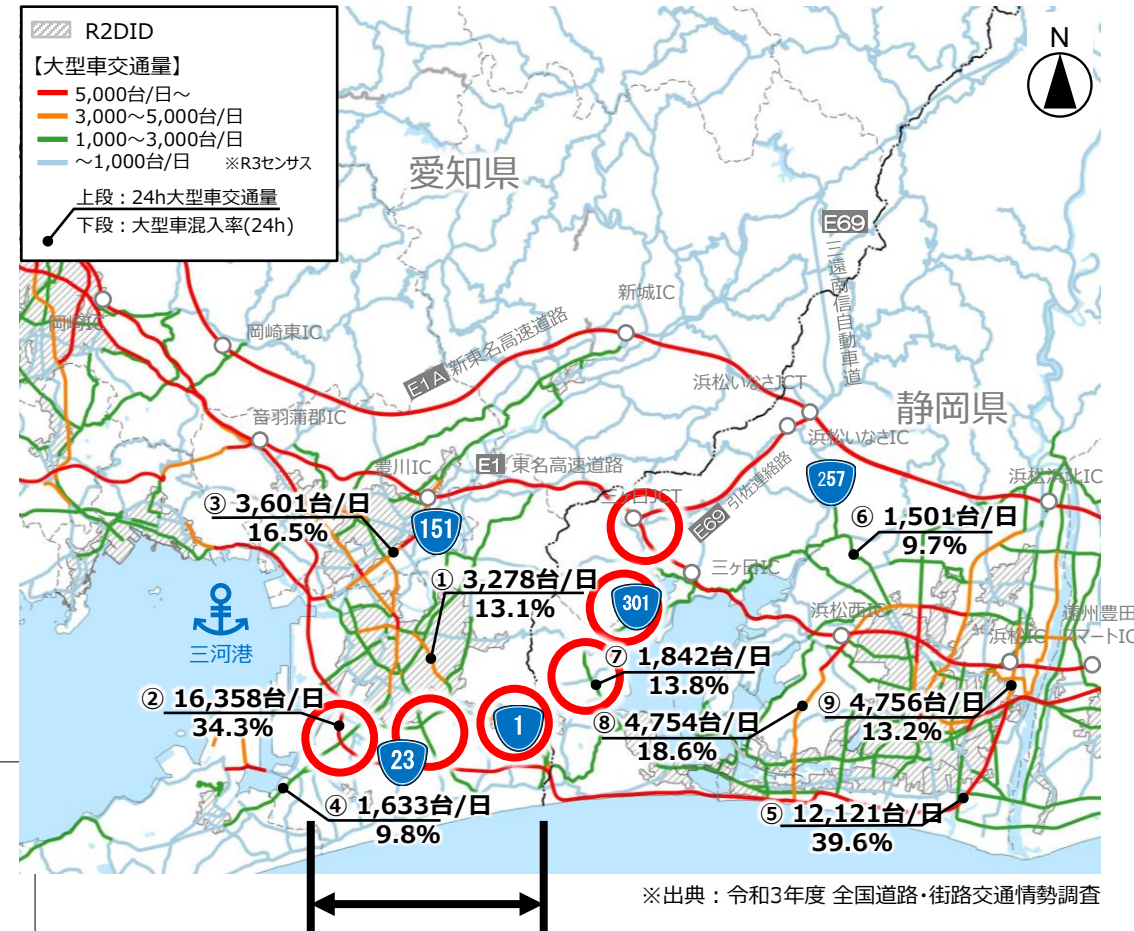 R2DID
【大型車交通量】
5,000台/日～
3,000～5,000台/日
1,000～3,000台/日
～1,000台/日 ※R3センサス
上段：24h大型車交通量
下段：大型車混入率(24h)
N
愛知県
E69
三遠南信自動車道
新城IC
岡崎IC
岡崎東IC
E1A 新東名高速道路
浜松いなさJCT
静岡県
音羽蒲郡IC
浜松いなさIC
豊川IC
E1 東名高速道路
257
浜松浜北IC
三ヶ日JCT
E69 引佐連絡路
③ 3,601台/日
16.5%
151
⑥ 1,501台/日
9.7%
① 3,278台/日
13.1%
三ヶ日IC
301
浜松西IC
遠州豊田
スマートIC
浜松IC
三河港
⑦ 1,842台/日
13.8%
② 16,358台/日
34.3%
⑧ 4,754台/日
18.6%
⑨ 4,756台/日
13.2%
1
23
④ 1,633台/日
9.8%
⑤ 12,121台/日
39.6%
※出典：令和3年度 全国道路・街路交通情勢調査